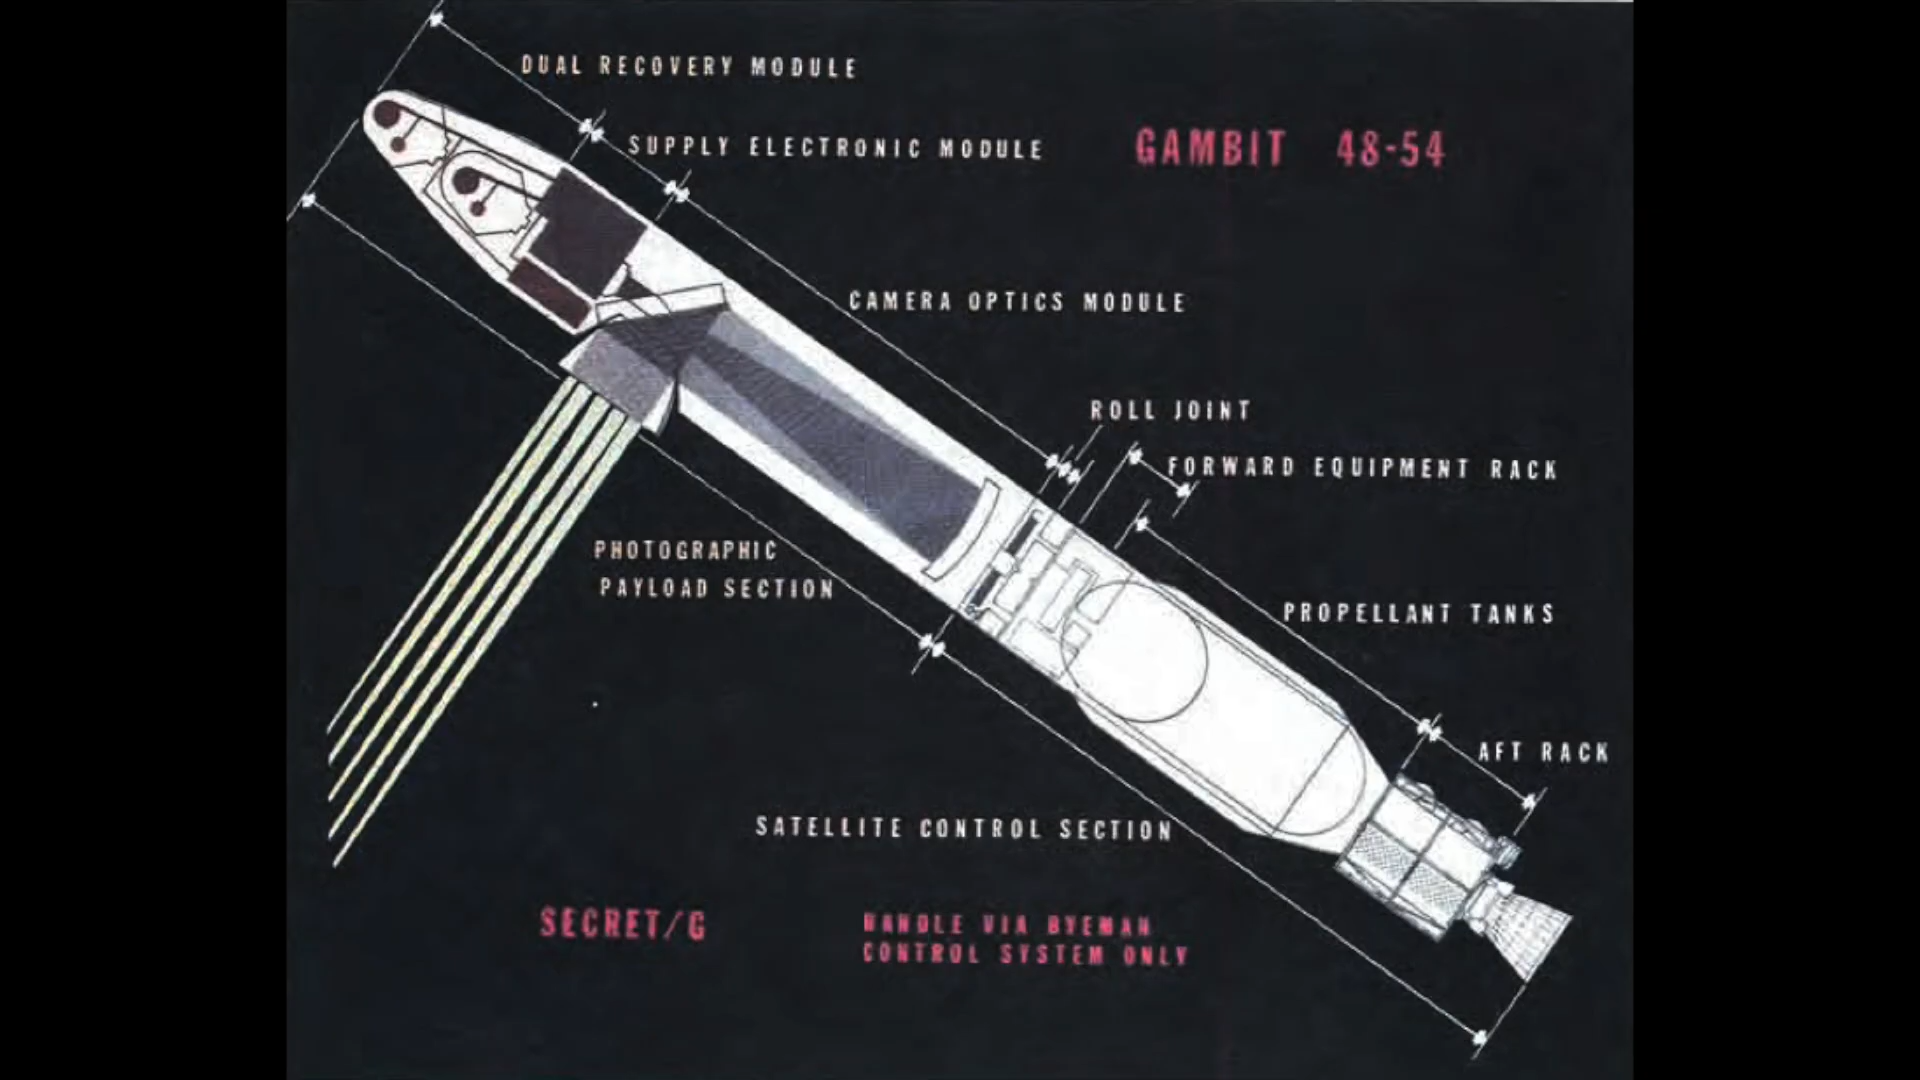 DUAL RECOVERY MODULE
SUPPLY ELECTRONIC MODULE
GAMBIT 48-54
CAMERA OPTICS MODULE
ROLL JOINT
FORWARD EQUIPMENT RACK
PHOTOGRAPHIC
PAYLOAD SECTION
PROPELLANT TANKS
AFT RACK
SATELLITE CONTROL SECTION
SECRET/G
HANDLE VIA BYEMAN
CONTROL SYSTEM ONLY